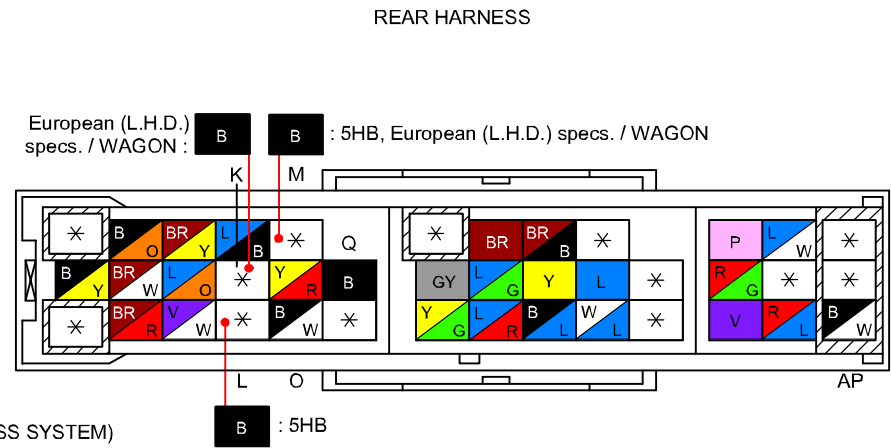 REAR HARNESS
European (L.H.D.)
specs. / WAGON :
B
B
: 5HB, European (L.H.D.) specs. / WAGON
K
M
* B O BR Y L B * Q * BR BR B * P L W *
B Y BR W L O * Y R B GY L G Y L * R G * *
* BR R V W * B W * Y G L R B L W L * V R L B W
L
O
AP
B
: 5HB
SS SYSTEM)